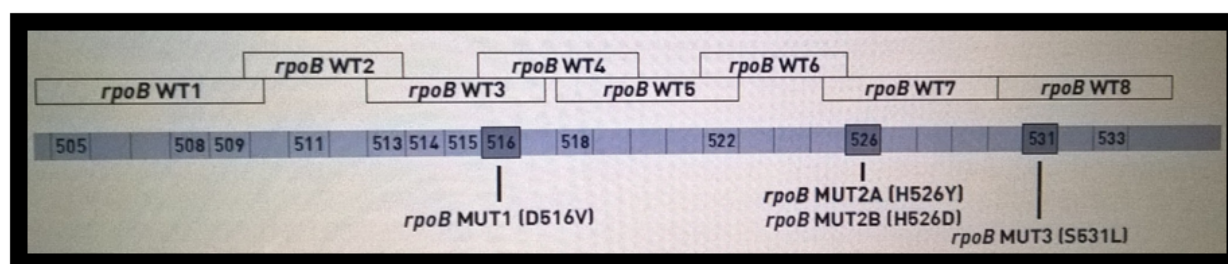 rpoB WT2 rpoB WT4 rpoB WT6
rpoB WT1 rpoB WT3 rpoB WT5 rpoB WT7 rpoB WT8
505 508 509 511 513 514 515 516 518 522 526 531 533
rpoB MUT1 (D516V)
rpoB MUT2A (H526Y)
rpoB MUT2B (H526D)
rpoB MUT3 (S531L)